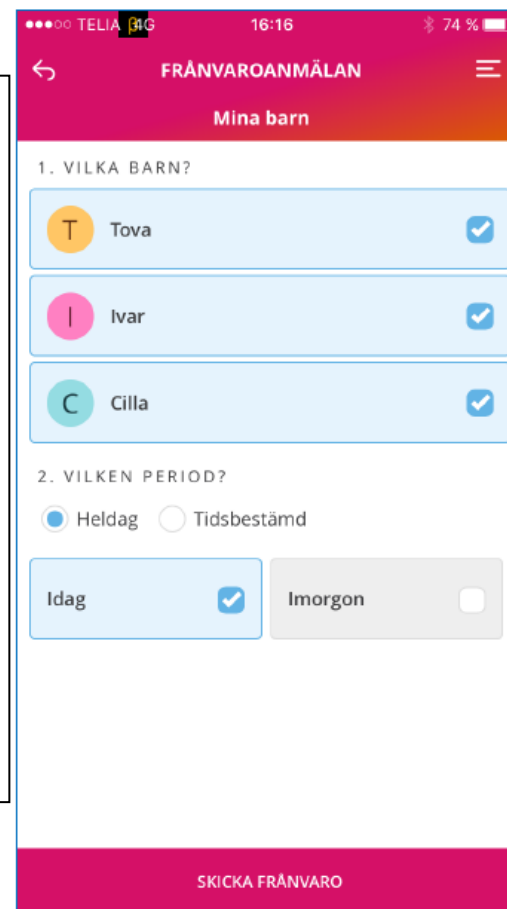 TELIA 4G 16:16 74 %
FRÅNVAROANMÄLAN
Mina barn
1. VILKA BARN?
T Tova
I Ivar
C Cilla
2. VILKEN PERIOD?
Heldag Tidsbestämd
Idag Imorgon
SKICKA FRÅNVARO